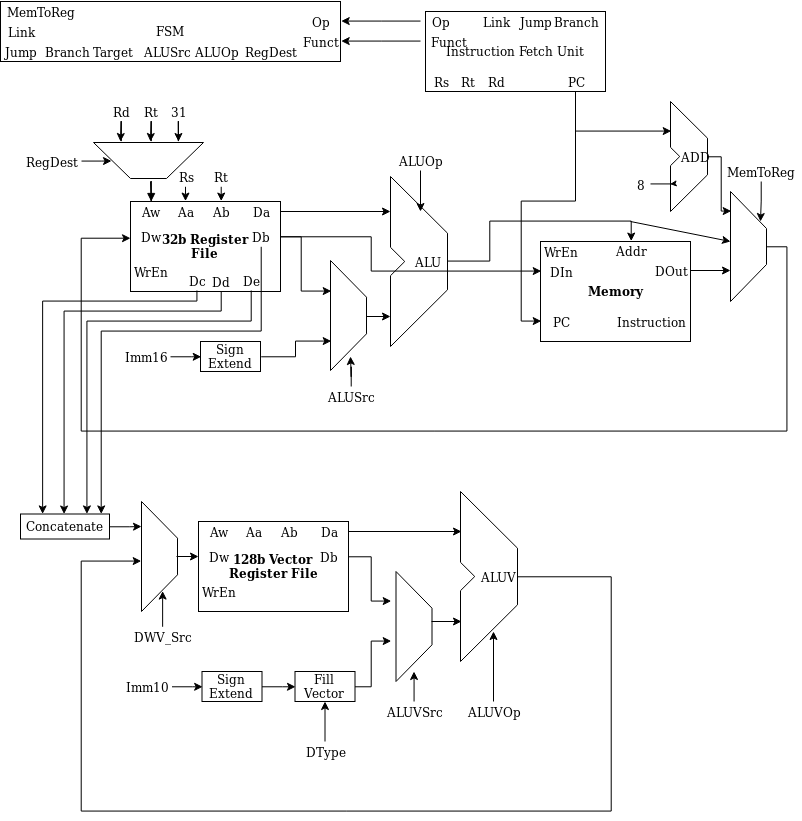 MemToReg
Link
FSM
Jump Branch Target ALUSrc ALUOp RegDest
Op
Funct
Op Link Jump Branch
Funct
Instruction Fetch Unit
Rs Rt Rd PC
Rd Rt 31
RegDest
Rs Rt
Aw Aa Ab Da
Dw 32b Register Db
File
WrEn
Dc Dd De
Imm16
Sign
Extend
ALUSrc
ALUOp
ALU
ADD
8
MemToReg
WrEn Addr
DIn DOut
Memory
PC Instruction
Concatenate
DWV_Src
Aw Aa Ab Da
Dw 128b Vector Db
Register File
WrEn
Imm10
Sign
Extend
Fill
Vector
DType
ALUVSrc
ALUV
ALUVOp